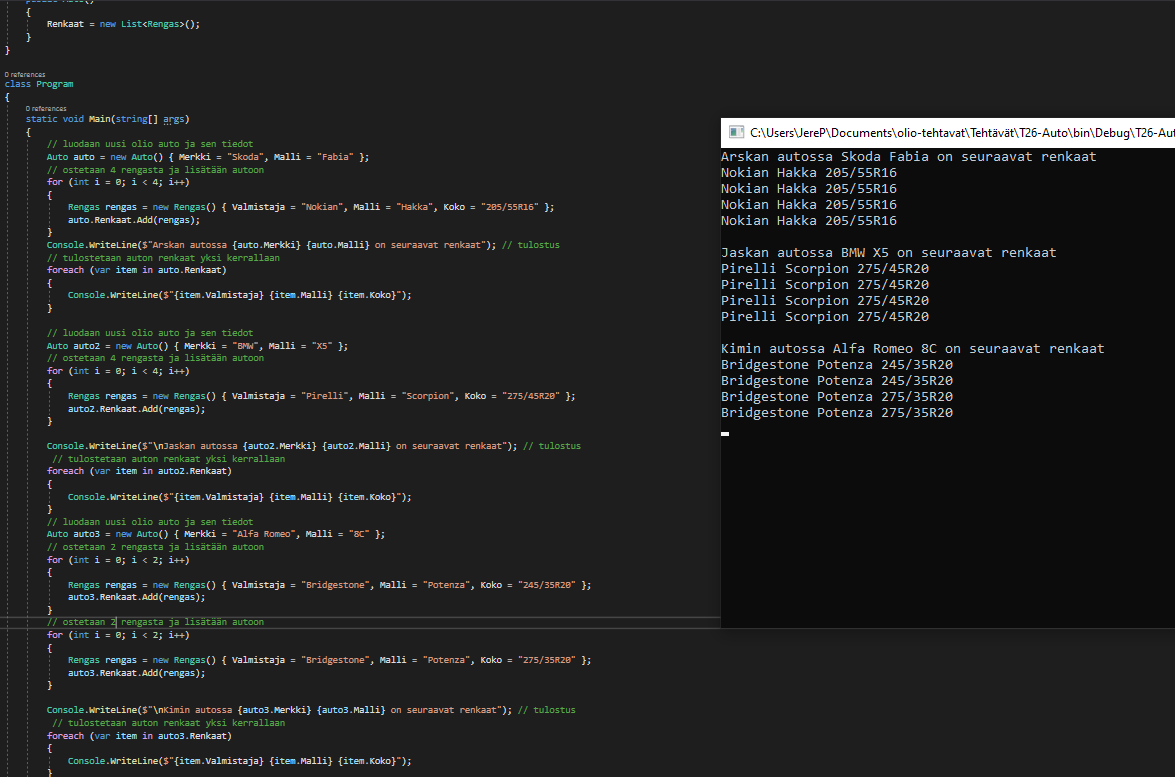 {
Renkaat = new List<Rengas>();
}
}
0 references
class Program
{
0 references
static void Main(string[] args)
{
// luodaan uusi olio auto ja sen tiedot
Auto auto = new Auto() { Merkki = "Skoda", Malli = "Fabia" };
// ostetaan 4 rengasta ja lisätään autoon
for (int i = 0; i < 4; i++)
{
Rengas rengas = new Rengas() { Valmistaja = "Nokian", Malli = "Hakka", Koko = "205/55R16" };
auto.Renkaat.Add(rengas);
}
Console.WriteLine($"Arskan autossa {auto.Merkki} {auto.Malli} on seuraavat renkaat"); // tulostus
// tulostetaan auton renkaat yksi kerrallaan
foreach (var item in auto.Renkaat)
{
Console.WriteLine($"{item.Valmistaja} {item.Malli} {item.Koko}");
}
// luodaan uusi olio auto ja sen tiedot
Auto auto2 = new Auto() { Merkki = "BMW", Malli = "X5" };
// ostetaan 4 rengasta ja lisätään autoon
for (int i = 0; i < 4; i++)
{
Rengas rengas = new Rengas() { Valmistaja = "Pirelli", Malli = "Scorpion", Koko = "275/45R20" };
auto2.Renkaat.Add(rengas);
}
Console.WriteLine($"\nJaskan autossa {auto2.Merkki} {auto2.Malli} on seuraavat renkaat"); // tulostus
// tulostetaan auton renkaat yksi kerrallaan
foreach (var item in auto2.Renkaat)
{
Console.WriteLine($"{item.Valmistaja} {item.Malli} {item.Koko}");
}
// luodaan uusi olio auto ja sen tiedot
Auto auto3 = new Auto() { Merkki = "Alfa Romeo", Malli = "8C" };
// ostetaan 2 rengasta ja lisätään autoon
for (int i = 0; i < 2; i++)
{
Rengas rengas = new Rengas() { Valmistaja = "Bridgestone", Malli = "Potenza", Koko = "245/35R20" };
auto3.Renkaat.Add(rengas);
}
// ostetaan 2 rengasta ja lisätään autoon
for (int i = 0; i < 2; i++)
{
Rengas rengas = new Rengas() { Valmistaja = "Bridgestone", Malli = "Potenza", Koko = "275/35R20" };
auto3.Renkaat.Add(rengas);
}
Console.WriteLine($"\nKimin autossa {auto3.Merkki} {auto3.Malli} on seuraavat renkaat"); // tulostus
// tulostetaan auton renkaat yksi kerrallaan
foreach (var item in auto3.Renkaat)
{
Console.WriteLine($"{item.Valmistaja} {item.Malli} {item.Koko}");
}
C:\Users\JereP\Documents\olio-tehtavat\Tehtävät\T26-Auto\bin\Debug\T26-Aut
Arskan autossa Skoda Fabia on seuraavat renkaat
Nokian Hakka 205/55R16
Nokian Hakka 205/55R16
Nokian Hakka 205/55R16
Nokian Hakka 205/55R16
Jaskan autossa BMW X5 on seuraavat renkaat
Pirelli Scorpion 275/45R20
Pirelli Scorpion 275/45R20
Pirelli Scorpion 275/45R20
Pirelli Scorpion 275/45R20
Kimin autossa Alfa Romeo 8C on seuraavat renkaat
Bridgestone Potenza 245/35R20
Bridgestone Potenza 245/35R20
Bridgestone Potenza 275/35R20
Bridgestone Potenza 275/35R20